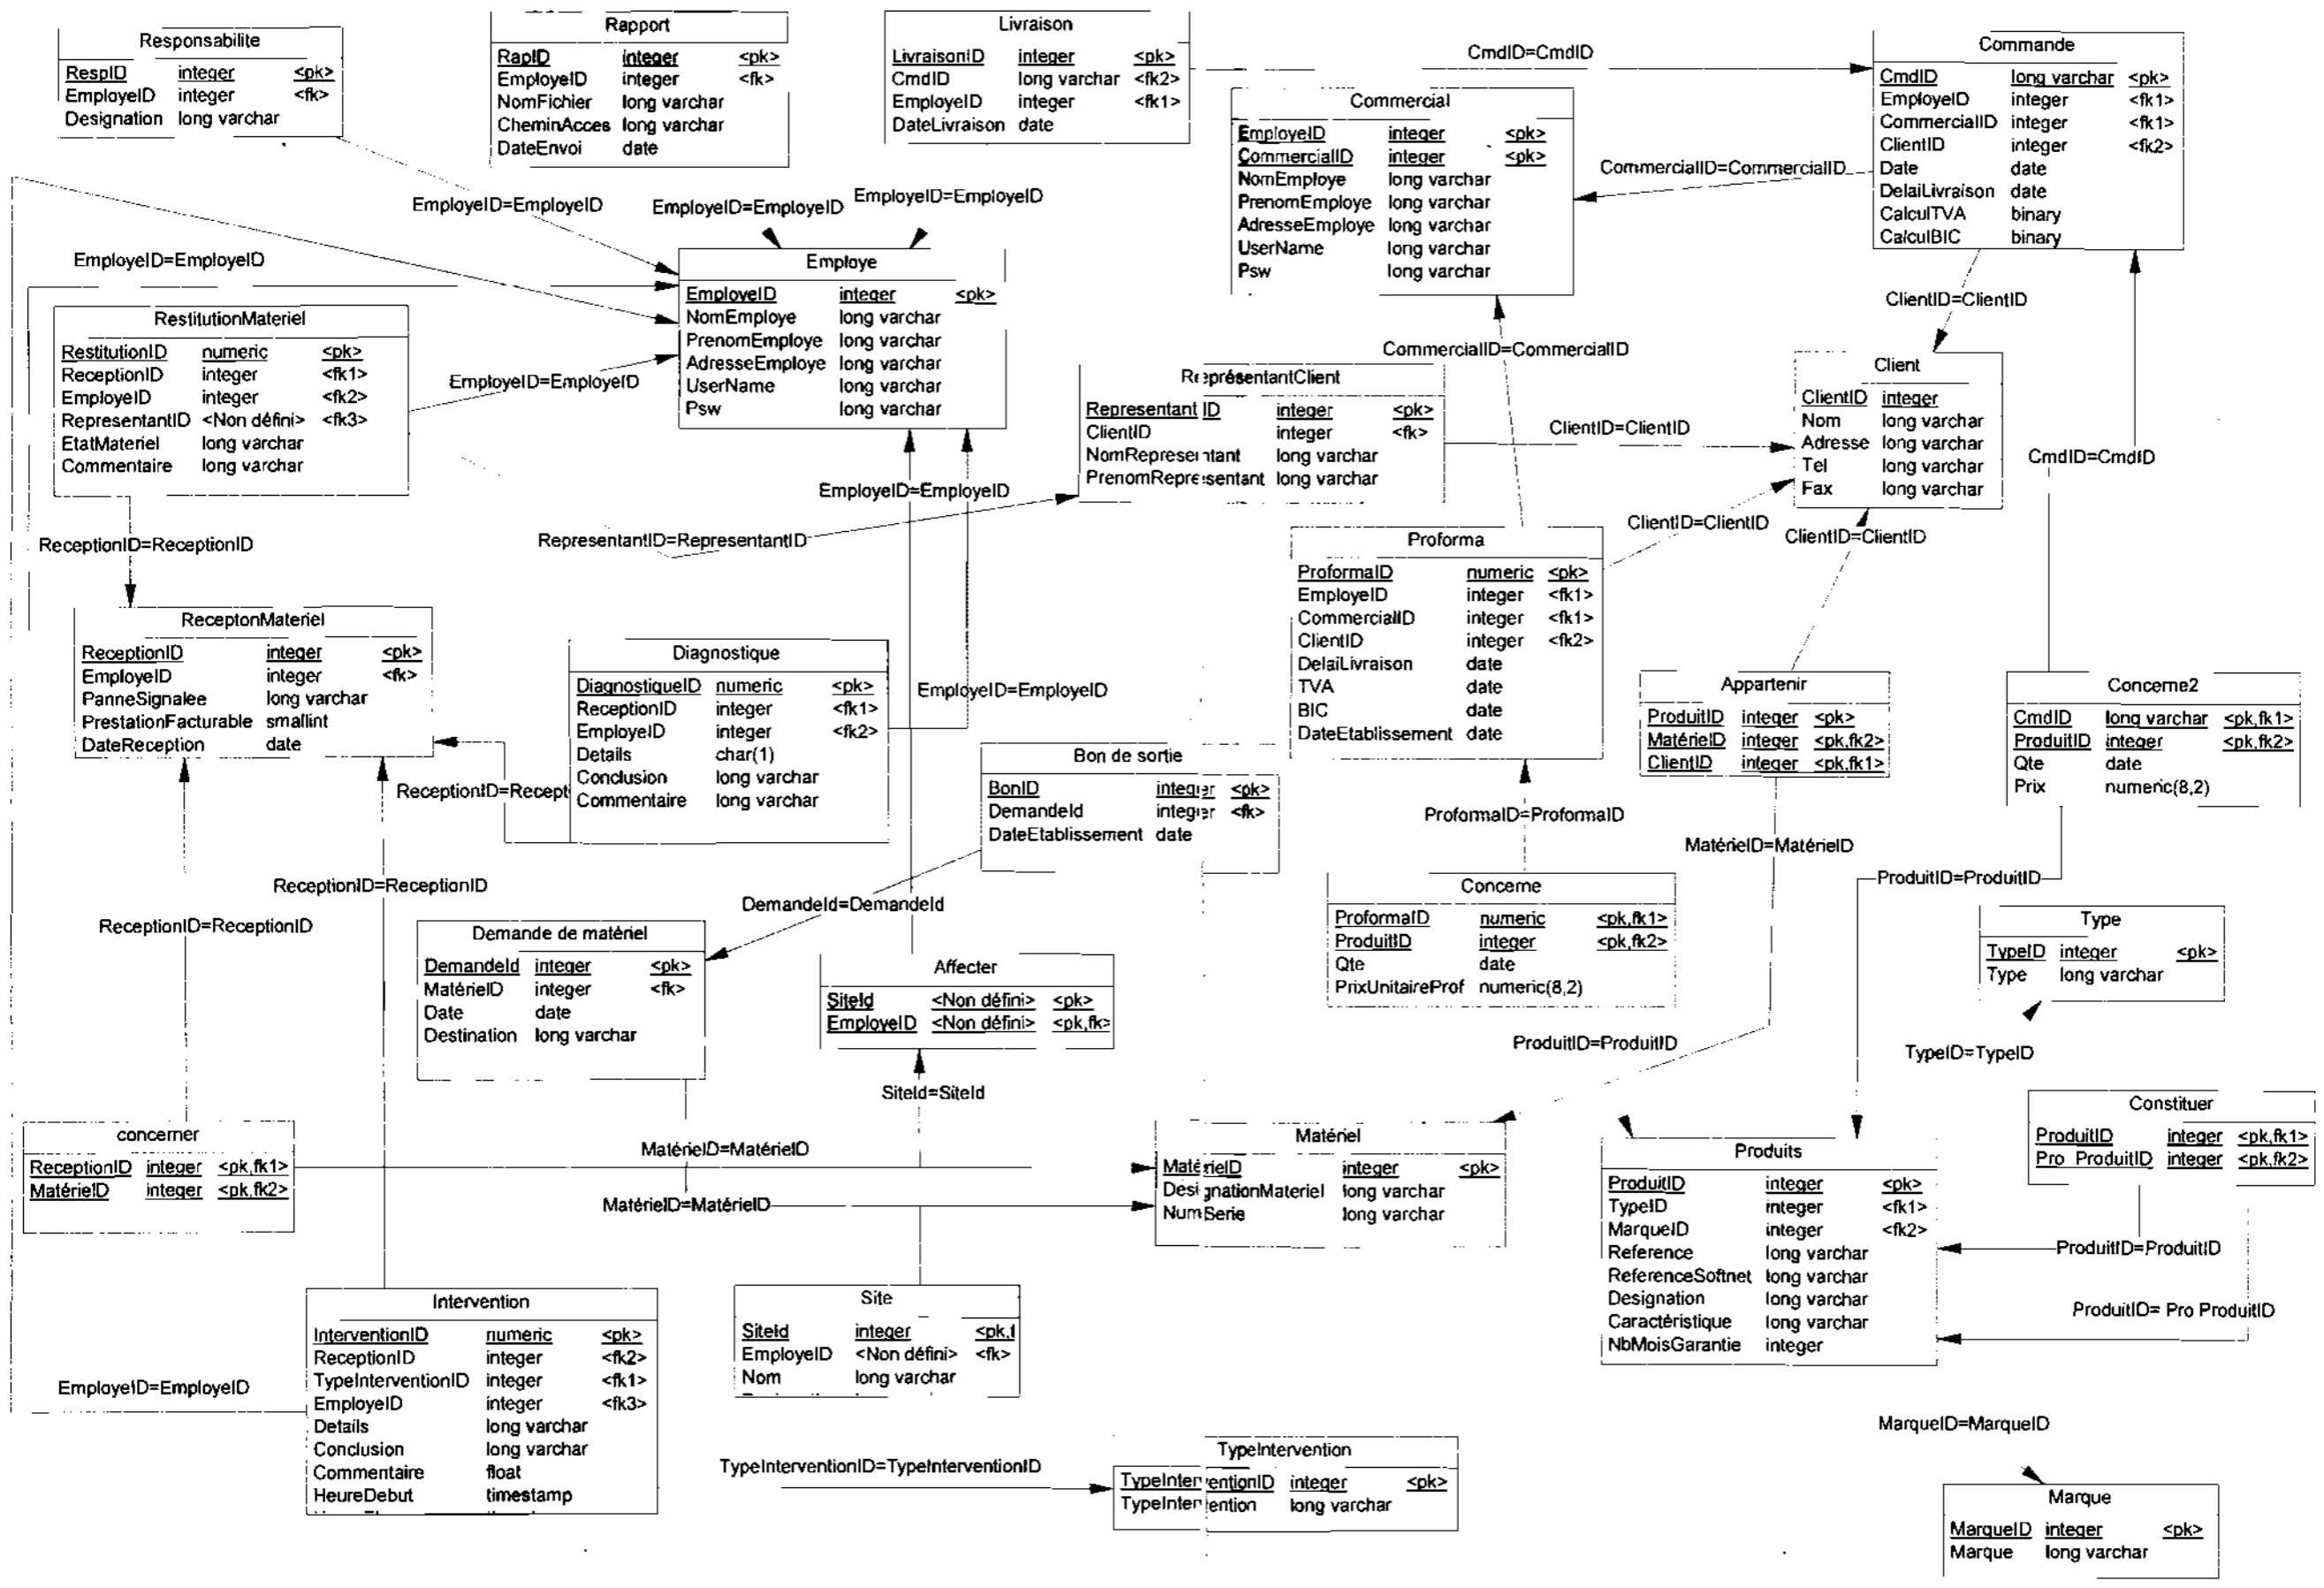 Responsabilite
RespID integer <pk>
EmployeID integer <fk>
Designation long varchar
Rapport
RapID integer <pk>
EmployeID integer <fk>
NomFichier long varchar
CheminAcces long varchar
DateEnvoi date
Livraison
LivraisonID integer <pk>
CmdID long varchar <fk2>
EmployeID integer <fk1>
DateLivraison date
CmdID=CmdID
Commande
CmdID long varchar <pk>
EmployeID integer <fk1>
CommercialID integer <fk1>
ClientID integer <fk2>
Date date
DelaiLivraison date
CalculTVA binary
CalculBIC binary
Commercial
EmployeID integer <pk>
CommercialID integer <pk>
NomEmploye long varchar
PrenomEmploye long varchar
AdresseEmploye long varchar
UserName long varchar
Psw long varchar
CommercialID=CommercialID
EmployeID=EmployeID
EmployeID=EmployeID
EmployeID=EmployeID
EmployeID=EmployeID
Employe
EmployeID integer <pk>
NomEmploye long varchar
PrenomEmploye long varchar
AdresseEmploye long varchar
UserName long varchar
Psw long varchar
ClientID=ClientID
RestitutionMateriel
RestitutionID numeric <pk>
ReceptionID integer <fk1>
EmployeID integer <fk2>
RepresentantID <Non défini> <fk3>
EtatMateriel long varchar
Commentaire long varchar
EmployeID=EmployeID
CommercialID=CommercialID
ReprésentantClient
Representant ID integer <pk>
ClientID integer <fk>
NomRepresentant long varchar
PrenomRepresentant long varchar
ClientID=ClientID
Client
ClientID integer
Nom long varchar
Adresse long varchar
Tel long varchar
Fax long varchar
CmdID=CmdID
EmployeID=EmployeID
ReceptionID=ReceptionID
RepresentantID=RepresentantID
ClientID=ClientID
ClientID=ClientID
Proforma
ProformaID numeric <pk>
EmployeID integer <fk1>
CommercialID integer <fk1>
ClientID integer <fk2>
DelaiLivraison date
TVA date
BIC date
DateEtablissement date
ReceptonMateriel
ReceptionID integer <pk>
EmployeID integer <fk>
PanneSignalee long varchar
PrestationFacturable smallint
DateReception date
Diagnostique
DiagnostiqueID numeric <pk>
ReceptionID integer <fk1>
EmployeID integer <fk2>
Details char(1)
Conclusion long varchar
Commentaire long varchar
EmployeID=EmployeID
ReceptionID=Recept
Appartenir
ProduitID integer <pk>
MatérielD integer <pk,fk2>
ClientID integer <pk,fk1>
Concerne2
CmdID long varchar <pk,fk1>
ProduitID integer <pk,fk2>
Qte date
Prix numeric(8,2)
Bon de sortie
BonID integer <pk>
DemandeId integer <fk>
DateEtablissement date
ProformaID=ProformaID
MatérielD=MatérielD
ReceptionID=ReceptionID
ReceptionID=ReceptionID
DemandeId=DemandeId
ProduitID=ProduitID
Demande de matériel
DemandeId integer <pk>
MatérielD integer <fk>
Date date
Destination long varchar
Affecter
SiteId <Non défini> <pk>
EmployeID <Non défini> <pk,fk>
Concerne
ProformaID numeric <pk,fk1>
ProduitID integer <pk,fk2>
Qte date
PrixUnitaireProf numeric(8,2)
Type
TypeID integer <pk>
Type long varchar
ProduitID=ProduitID
TypeID=TypeID
SiteId=SiteId
concerner
ReceptionID integer <pk,fk1>
MatérielD integer <pk,fk2>
MatérielD=MatérielD
MatérielD=MatérielD
Matériel
MatérielD integer <pk>
DesignationMateriel long varchar
NumSerie long varchar
Produits
ProduitID integer <pk>
TypeID integer <fk1>
MarqueID integer <fk2>
Reference long varchar
ReferenceSoftnet long varchar
Designation long varchar
Caractéristique long varchar
NbMoisGarantie integer
Constituer
ProduitID integer <pk,fk1>
Pro_ProduitID integer <pk,fk2>
ProduitID=ProduitID
ProduitID= Pro ProduitID
Intervention
InterventionID numeric <pk>
ReceptionID integer <fk2>
TypeInterventionID integer <fk1>
EmployeID integer <fk3>
Details long varchar
Conclusion long varchar
Commentaire float
HeureDebut timestamp
EmployeID=EmployeID
Site
SiteId integer <pk,f
EmployeID <Non défini> <fk>
Nom long varchar
TypeInterventionID=TypeInterventionID
TypeIntervention
TypeInterventionID integer <pk>
TypeIntervention long varchar
MarqueID=MarqueID
Marque
MarqueID integer <pk>
Marque long varchar